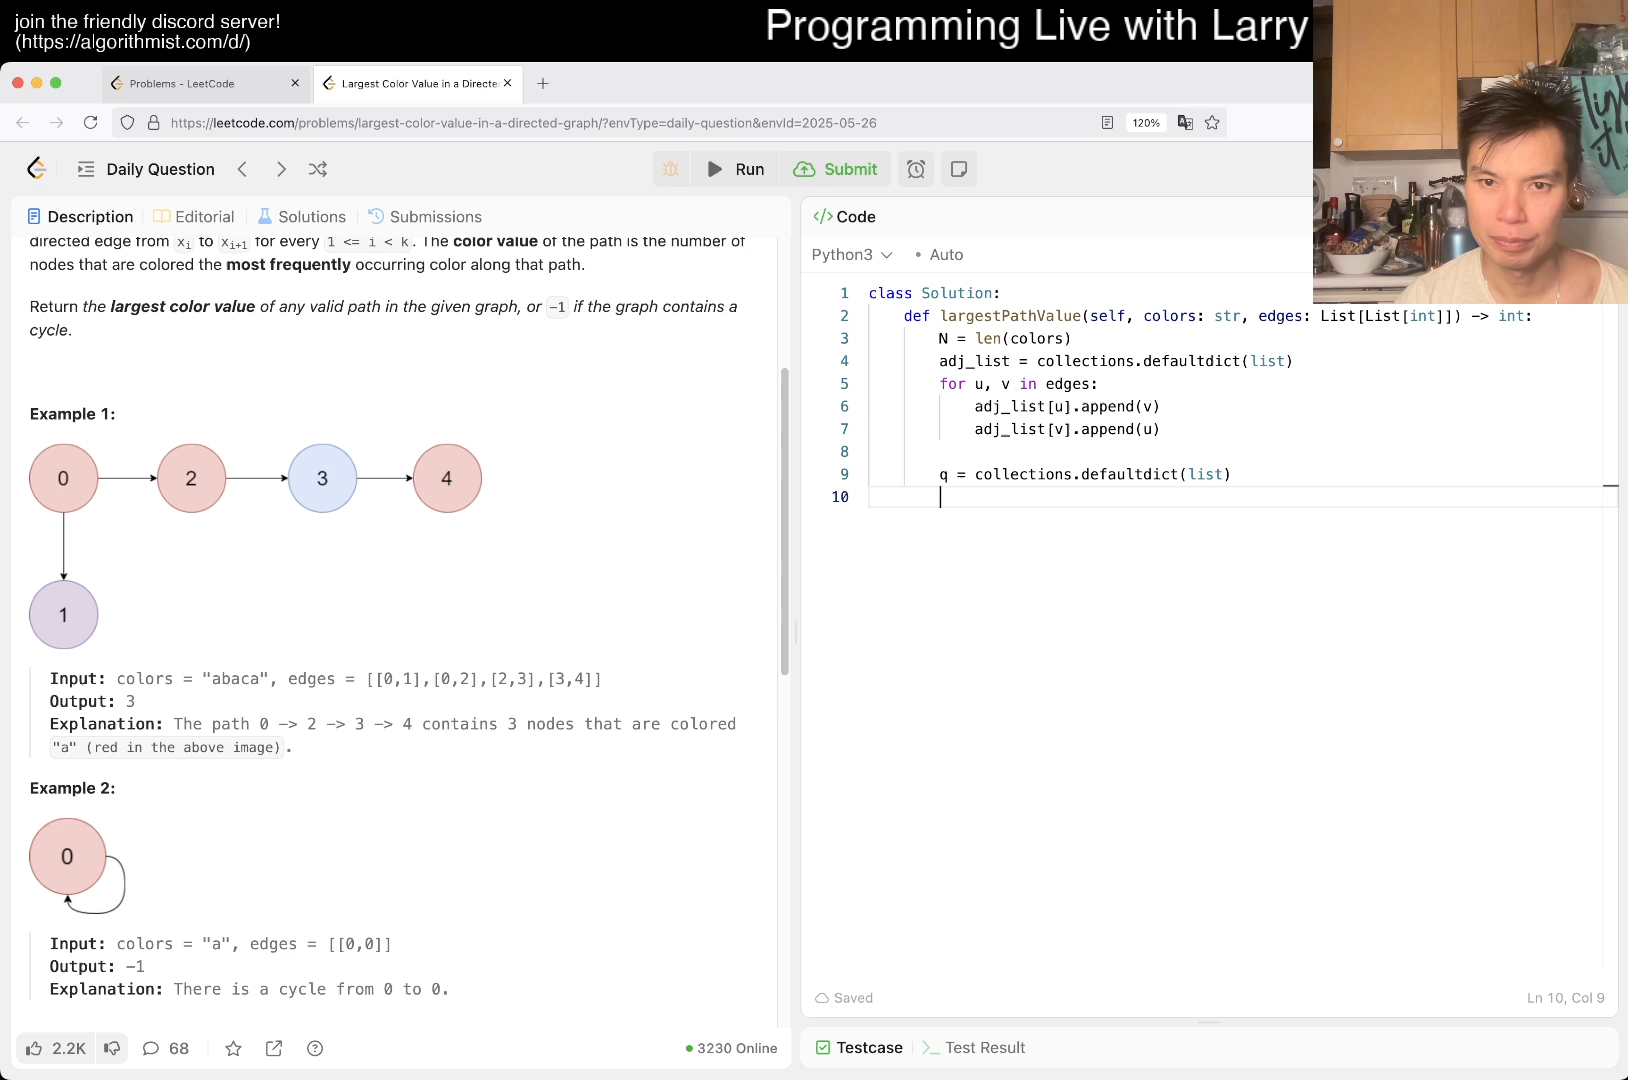 join the friendly discord server!
(https://algorithmist.com/d/)
Programming Live with Larry
Problems - LeetCode
Largest Color Value in a Directe
https://leetcode.com/problems/largest-color-value-in-a-directed-graph/?envType=daily-question&envId=2025-05-26
120%
Daily Question
Run
Submit
Description
Editorial
Solutions
Submissions
directed edge from xi to xi+1 for every 1 <= i < k. The color value of the path is the number of
nodes that are colored the most frequently occurring color along that path.
Return the largest color value of any valid path in the given graph, or -1 if the graph contains a
cycle.
Example 1:
0
2
3
4
1
Input: colors = "abaca", edges = [[0,1],[0,2],[2,3],[3,4]]
Output: 3
Explanation: The path 0 -> 2 -> 3 -> 4 contains 3 nodes that are colored
"a" (red in the above image).
Example 2:
0
Input: colors = "a", edges = [[0,0]]
Output: -1
Explanation: There is a cycle from 0 to 0.
2.2K
68
3230 Online
</> Code
Python3
• Auto
1 class Solution:
2 def largestPathValue(self, colors: str, edges: List[List[int]]) -> int:
3 N = len(colors)
4 adj_list = collections.defaultdict(list)
5 for u, v in edges:
6 adj_list[u].append(v)
7 adj_list[v].append(u)
8
9 q = collections.defaultdict(list)
10
Saved
Ln 10, Col 9
Testcase
Test Result